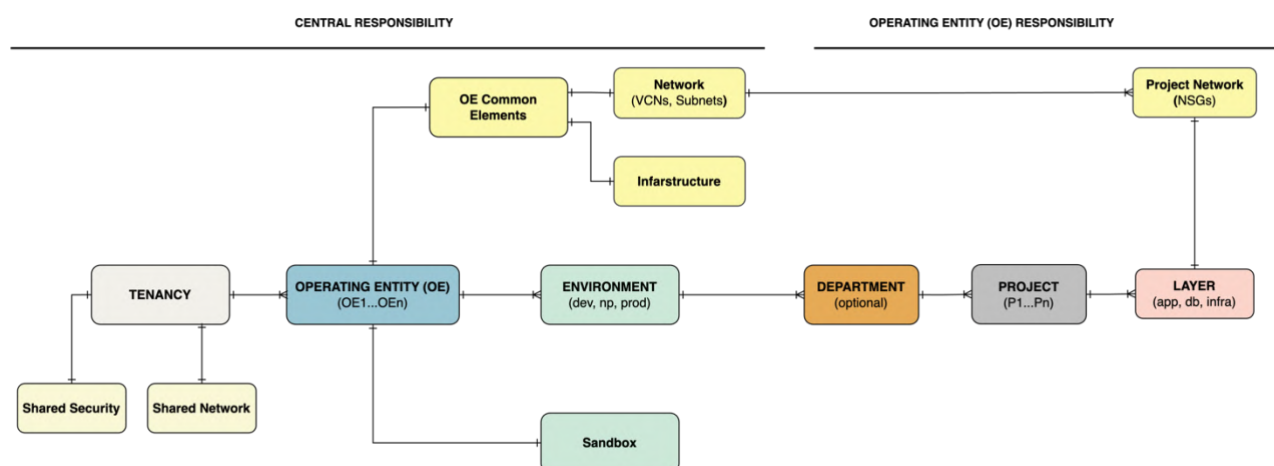 CENTRAL RESPONSIBILITY
OPERATING ENTITY (OE) RESPONSIBILITY
OE Common
Elements
Network
(VCNs, Subnets)
Project Network
(NSGs)
Infarstructure
TENANCY
OPERATING ENTITY (OE)
(OE1...OEn)
ENVIRONMENT
(dev, np, prod)
DEPARTMENT
(optional)
PROJECT
(P1...Pn)
LAYER
(app, db, infra)
Shared Security
Shared Network
Sandbox